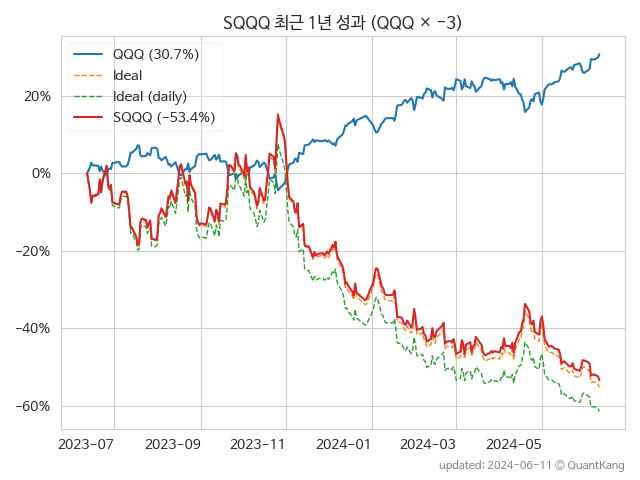 SQQQ 최근 1년 성과 (QQQ × −3)
QQQ (30.7%)
Ideal
Ideal (daily)
SQQQ (−53.4%)
20%
0%
−20%
−40%
−60%
2023−07 2023−09 2023−11 2024−01 2024−03 2024−05
updated: 2024-06-11 © QuantKang